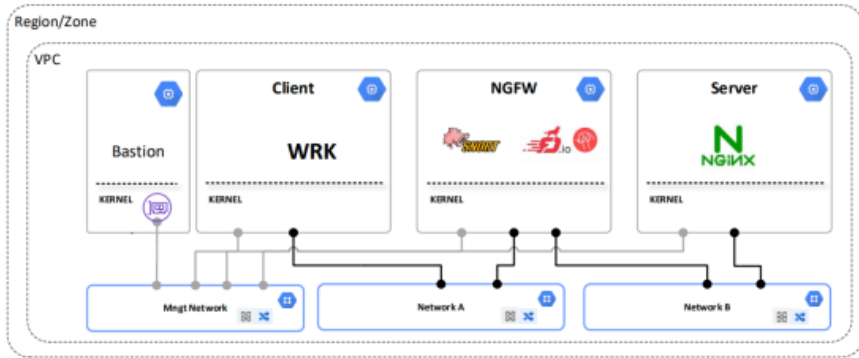 Region/Zone
VPC
Bastion
KERNEL
Client
WRK
KERNEL
NGFW
SNORT
.io
KERNEL
Server
NGINX
KERNEL
Mngt Network
Network A
Network B